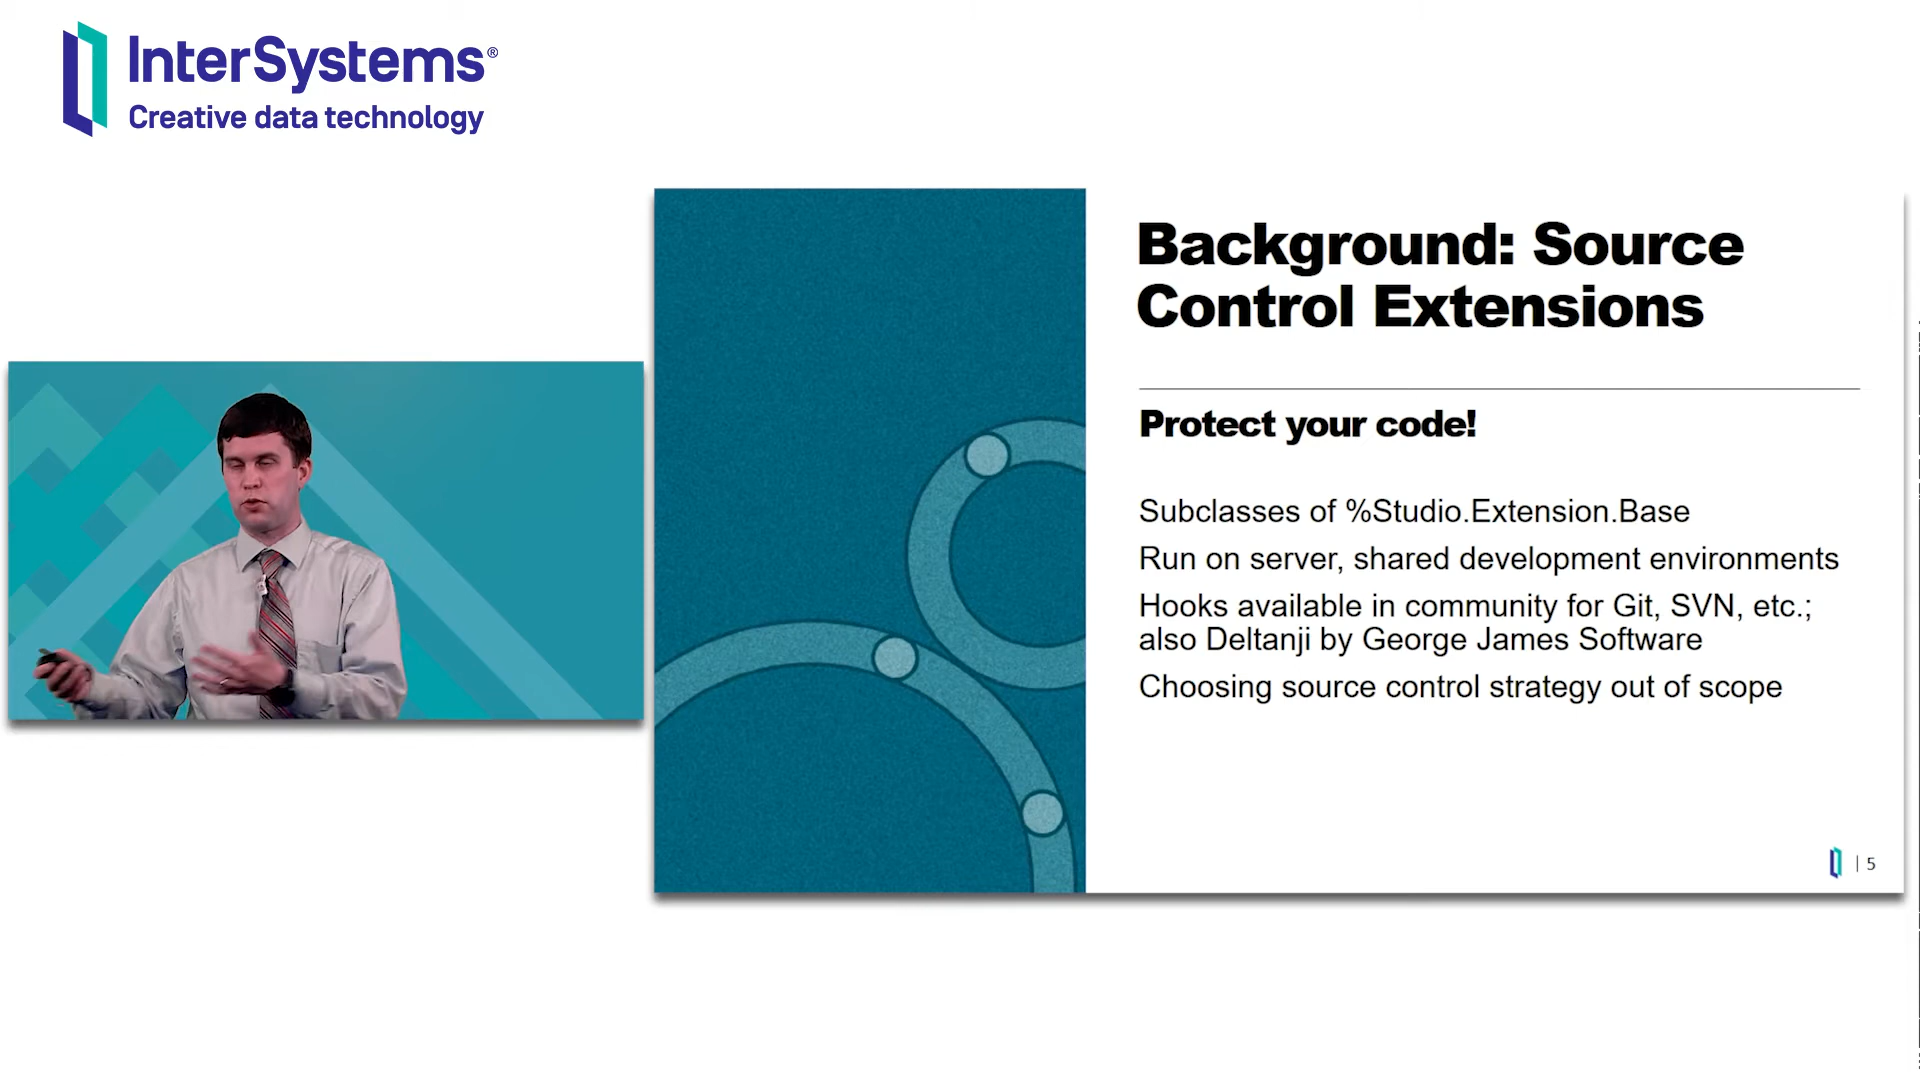 InterSystems®
Creative data technology
Background: Source
Control Extensions
Protect your code!
Subclasses of %Studio.Extension.Base
Run on server, shared development environments
Hooks available in community for Git, SVN, etc.;
also Deltanji by George James Software
Choosing source control strategy out of scope
| 5